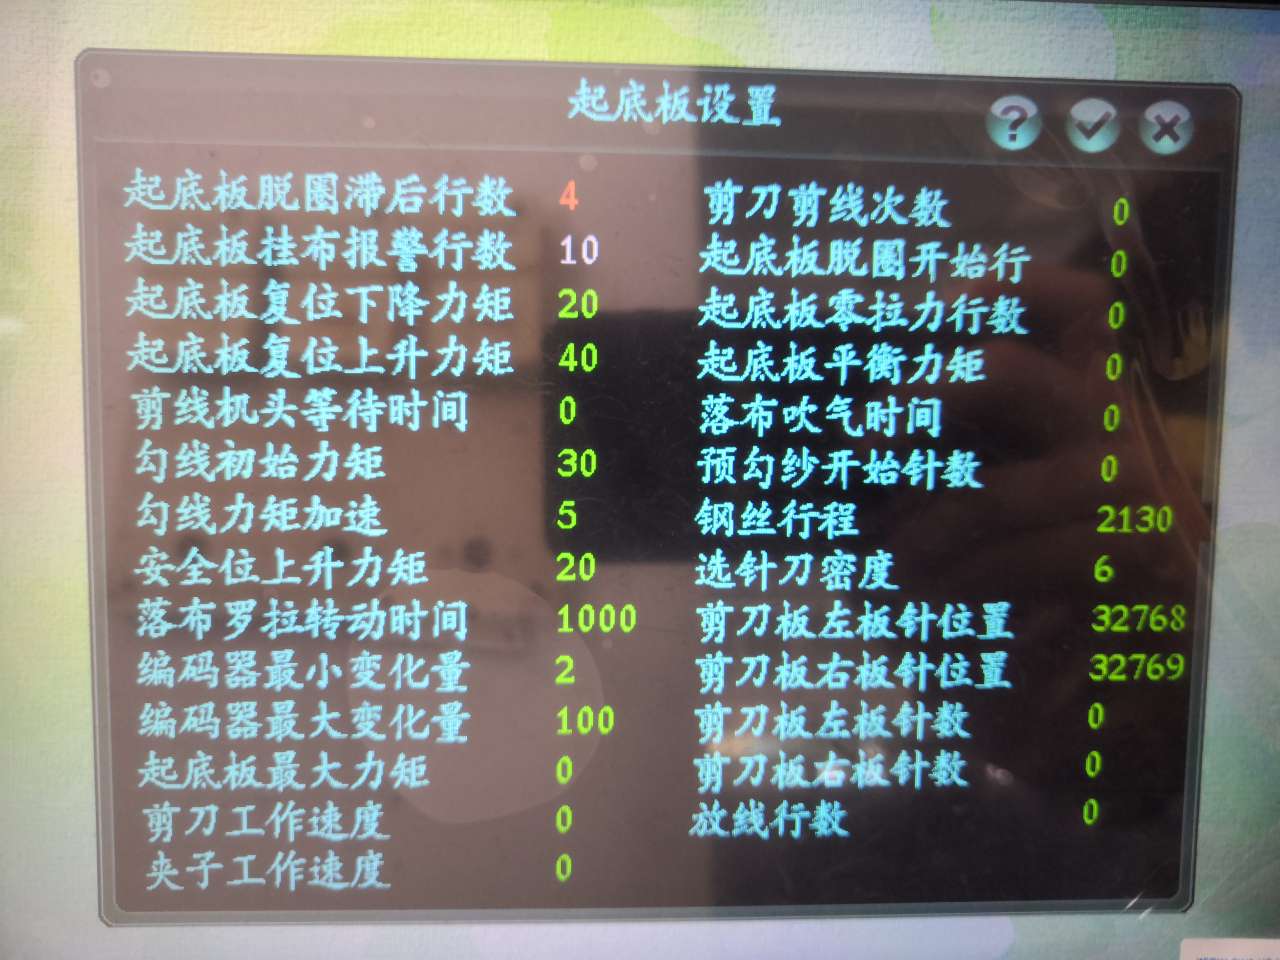 起底板设置
起底板脱圈滞后行数 4
起底板挂布报警行数 10
起底板复位下降力矩 20
起底板复位上升力矩 40
剪线机头等待时间 0
勾线初始力矩 30
勾线力矩加速 5
安全位上升力矩 20
落布罗拉转动时间 1000
编码器最小变化量 2
编码器最大变化量 100
起底板最大力矩 0
剪刀工作速度 0
夹子工作速度 0
剪刀剪线次数 0
起底板脱圈开始行 0
起底板零拉力行数 0
起底板平衡力矩 0
落布吹气时间 0
预勾纱开始针数 0
钢丝行程 2130
选针刀密度 6
剪刀板左板针位置 32768
剪刀板右板针位置 32769
剪刀板左板针数 0
剪刀板右板针数 0
放线行数 0